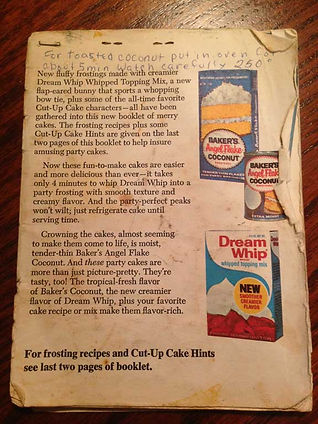 For toasted coconut put in oven for
about 5 min watch carefully 250°
New fluffy frostings made with creamier
Dream Whip Whipped Topping Mix, a new
flap-eared bunny that sports a whopping
bow tie, plus some of the all-time favorite
Cut-Up Cake characters—all have been
gathered into this new booklet of merry
cakes. The frosting recipes plus some
Cut-Up Cake Hints are given on the last
two pages of this booklet to help insure
amusing party cakes.
Now these fun-to-make cakes are easier
and more delicious than ever—it takes
only 4 minutes to whip Dream Whip into a
party frosting with smooth texture and
creamy flavor. And the party-perfect peaks
won't wilt; just refrigerate cake until
serving time.
Crowning the cakes, almost seeming
to make them come to life, is moist,
tender-thin Baker's Angel Flake
Coconut. And these party cakes are
more than just picture-pretty. They're
tasty, too! The tropical-fresh flavor
of Baker's Coconut, the new creamier
flavor of Dream Whip, plus your favorite
cake recipe or mix make them flavor-rich.
For frosting recipes and Cut-Up Cake Hints
see last two pages of booklet.
BAKER'S
Angel Flake
COCONUT
BAKER'S
Angel Flake
COCONUT
Dream
Whip
whipped topping mix
NEW
SMOOTHER
CREAMIER
FLAVOR